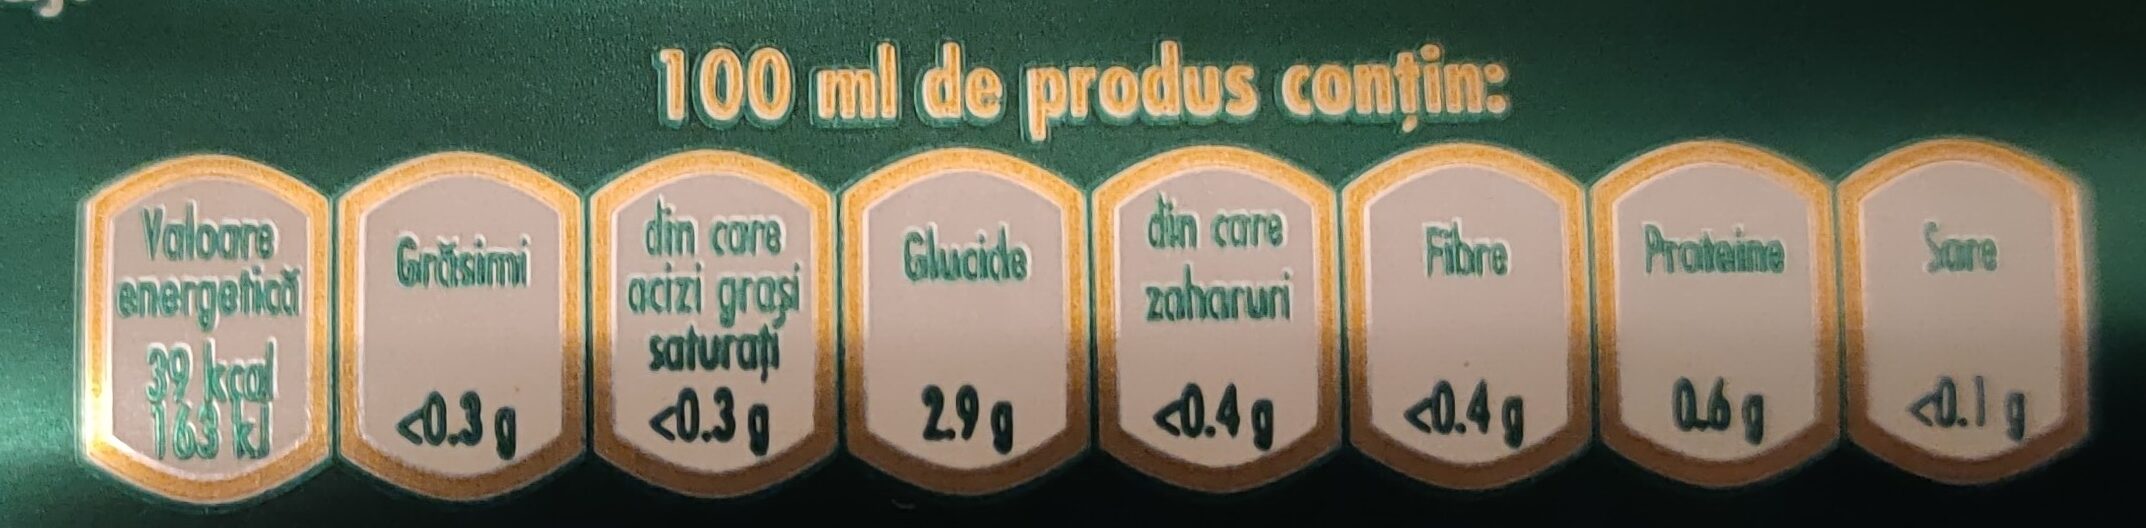 100 ml de produs conțin:
Valoare
energetică
39 kcal
163 kJ
Grăsimi
<0.3 g
din care
acizi grași
saturați
<0.3 g
Glucide
2.9 g
din care
zaharuri
<0.4 g
Fibre
<0.4 g
Proteine
0.6 g
Sare
<0.1 g